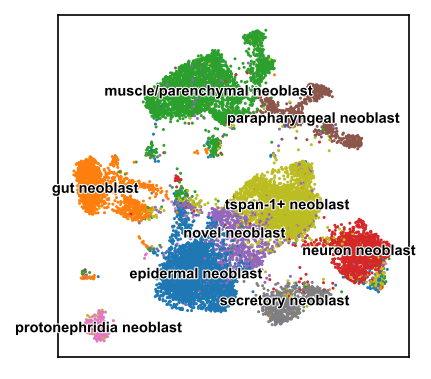 muscle/parenchymal neoblast
parapharyngeal neoblast
gut neoblast
tspan-1+ neoblast
novel neoblast
neuron neoblast
epidermal neoblast
secretory neoblast
protonephridia neoblast